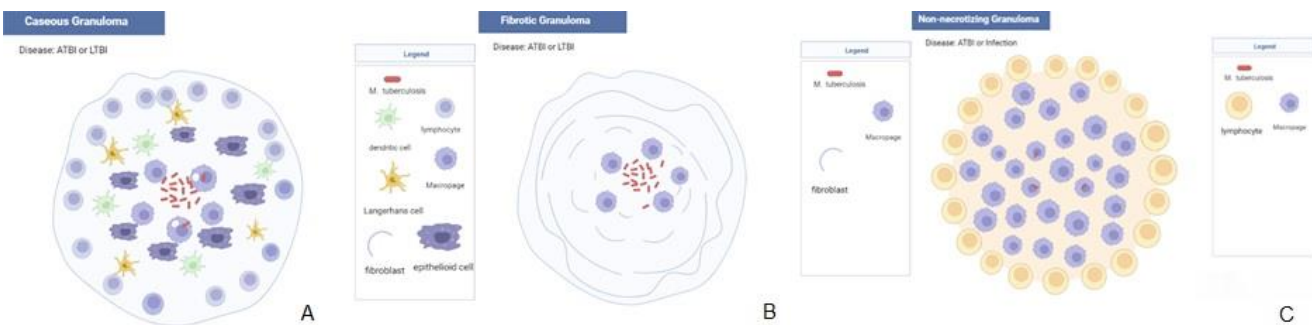 Caseous Granuloma
Disease: ATBI or LTBI
Legend
M. tuberculosis
lymphocyte
dendritic cell
Macropage
Langerhans cell
fibroblast
epithelioid cell
A
Fibrotic Granuloma
Disease: ATBI or LTBI
Legend
M. tuberculosis
Macropage
fibroblast
B
Non-necrotizing Granuloma
Disease: ATBI or Infection
Legend
M. tuberculosis
lymphocyte
Macropage
C